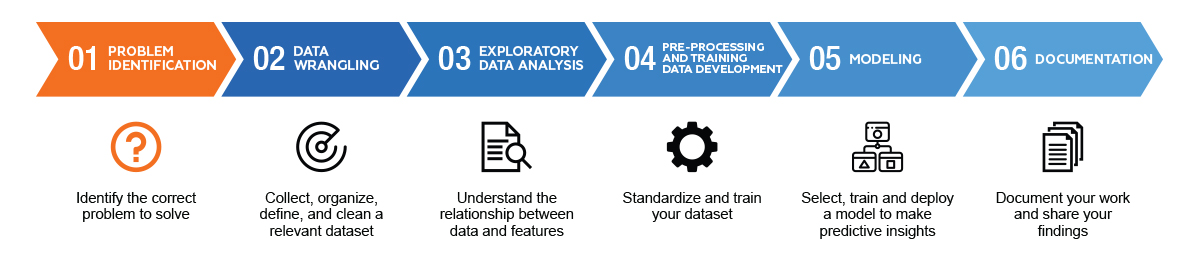 01 PROBLEM
IDENTIFICATION
02 DATA
WRANGLING
03 EXPLORATORY
DATA ANALYSIS
04 PRE-PROCESSING
AND TRAINING
DATA DEVELOPMENT
05 MODELING
06 DOCUMENTATION
?
Identify the correct
problem to solve
Collect, organize,
define, and clean a
relevant dataset
Understand the
relationship between
data and features
Standardize and train
your dataset
Select, train and deploy
a model to make
predictive insights
Document your work
and share your
findings